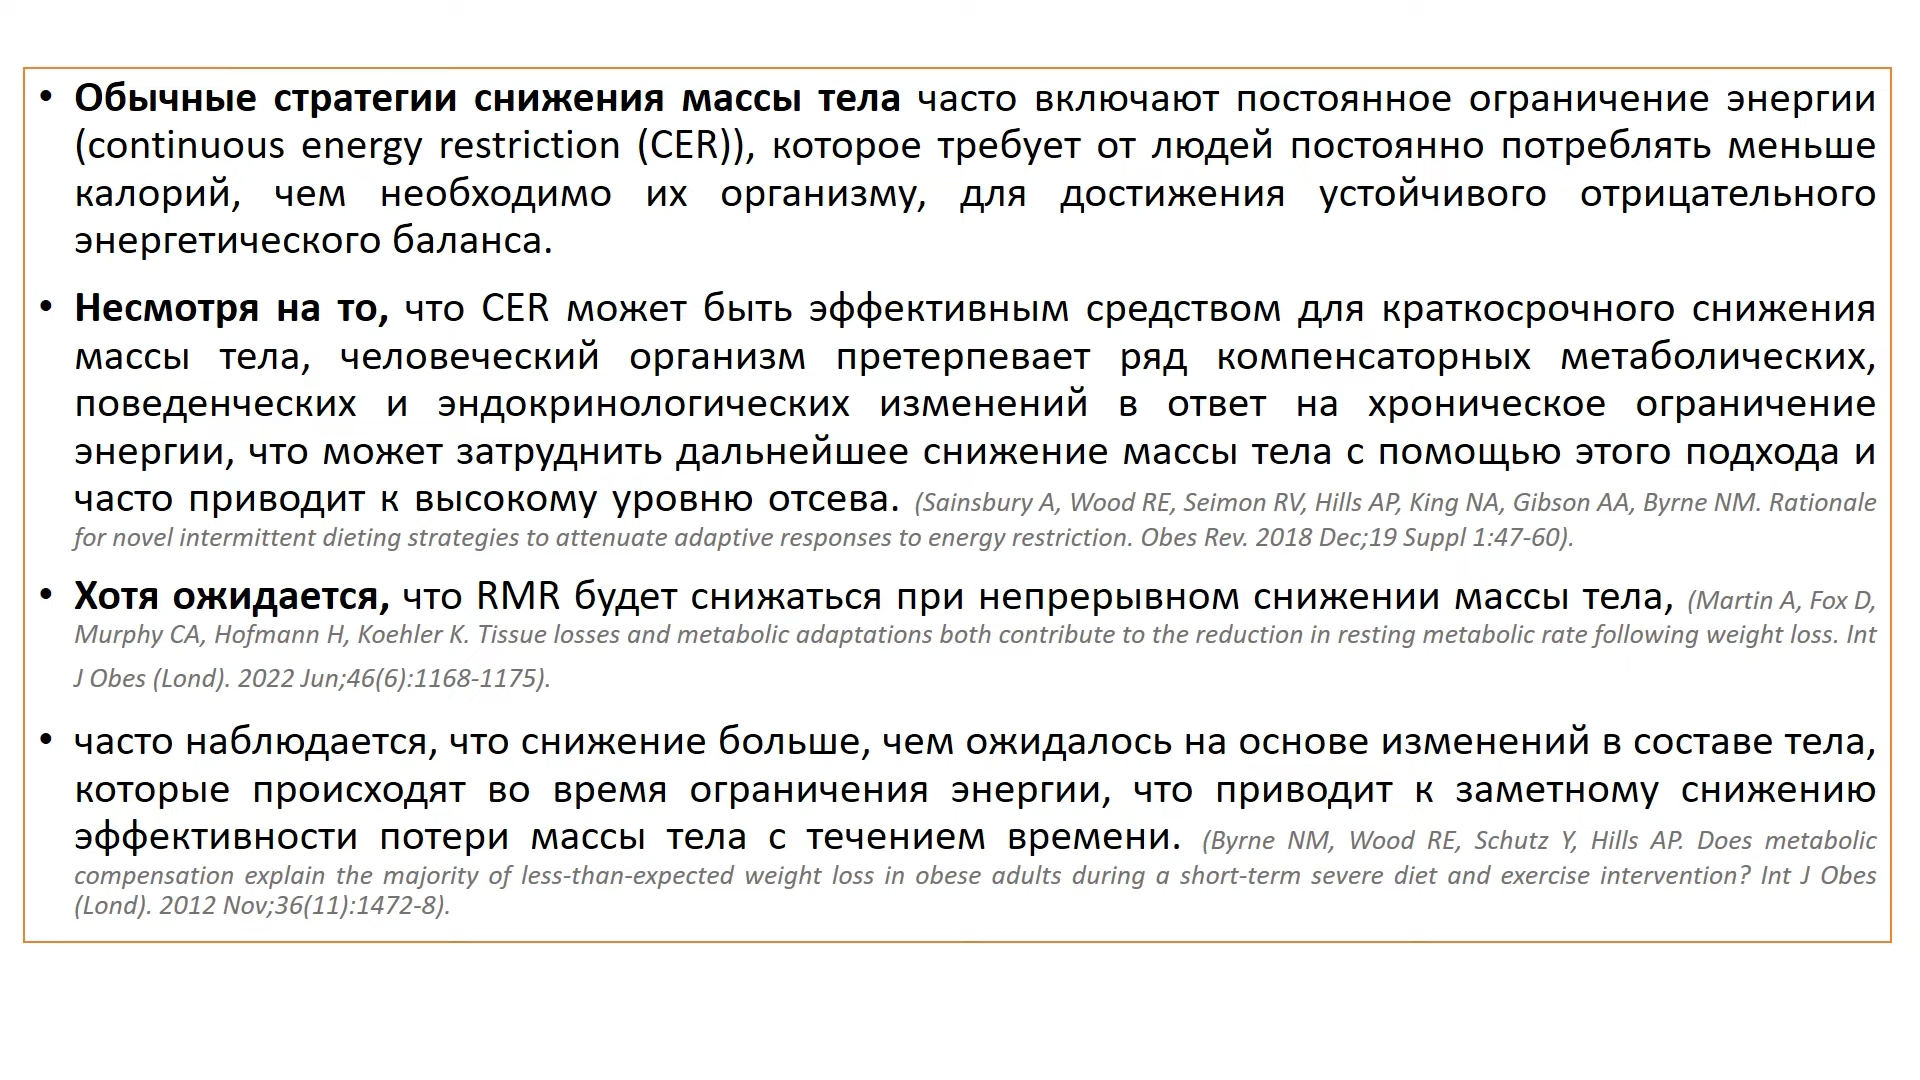 • Обычные стратегии снижения массы тела часто включают постоянное ограничение энергии
(continuous energy restriction (CER)), которое требует от людей постоянно потреблять меньше
калорий, чем необходимо их организму, для достижения устойчивого отрицательного
энергетического баланса.
• Несмотря на то, что CER может быть эффективным средством для краткосрочного снижения
массы тела, человеческий организм претерпевает ряд компенсаторных метаболических,
поведенческих и эндокринологических изменений в ответ на хроническое ограничение
энергии, что может затруднить дальнейшее снижение массы тела с помощью этого подхода и
часто приводит к высокому уровню отсева. (Sainsbury A, Wood RE, Seimon RV, Hills AP, King NA, Gibson AA, Byrne NM. Rationale
for novel intermittent dieting strategies to attenuate adaptive responses to energy restriction. Obes Rev. 2018 Dec;19 Suppl 1:47-60).
• Хотя ожидается, что RMR будет снижаться при непрерывном снижении массы тела, (Martin A, Fox D,
Murphy CA, Hofmann H, Koehler K. Tissue losses and metabolic adaptations both contribute to the reduction in resting metabolic rate following weight loss. Int
J Obes (Lond). 2022 Jun;46(6):1168-1175).
• часто наблюдается, что снижение больше, чем ожидалось на основе изменений в составе тела,
которые происходят во время ограничения энергии, что приводит к заметному снижению
эффективности потери массы тела с течением времени. (Byrne NM, Wood RE, Schutz Y, Hills AP. Does metabolic
compensation explain the majority of less-than-expected weight loss in obese adults during a short-term severe diet and exercise intervention? Int J Obes
(Lond). 2012 Nov;36(11):1472-8).